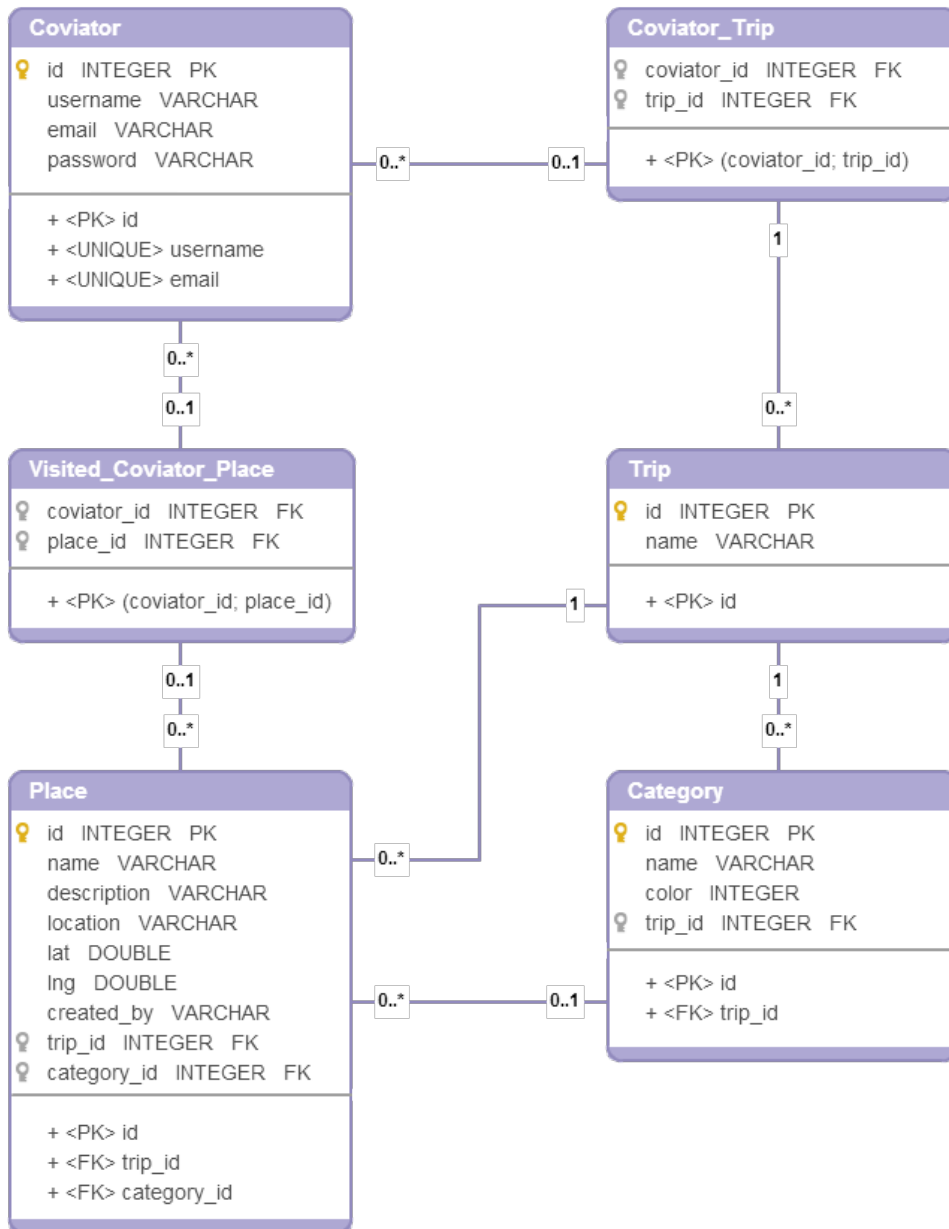 Coviator
id INTEGER PK
username VARCHAR
email VARCHAR
password VARCHAR
+ <PK> id
+ <UNIQUE> username
+ <UNIQUE> email
0..*
0..1
Coviator_Trip
coviator_id INTEGER FK
trip_id INTEGER FK
+ <PK> (coviator_id; trip_id)
1
0..*
0..*
0..1
Visited_Coviator_Place
coviator_id INTEGER FK
place_id INTEGER FK
+ <PK> (coviator_id; place_id)
0..1
0..*
Trip
id INTEGER PK
name VARCHAR
+ <PK> id
1
1
0..*
Place
id INTEGER PK
name VARCHAR
description VARCHAR
location VARCHAR
lat DOUBLE
lng DOUBLE
created_by VARCHAR
trip_id INTEGER FK
category_id INTEGER FK
+ <PK> id
+ <FK> trip_id
+ <FK> category_id
0..*
0..*
0..1
Category
id INTEGER PK
name VARCHAR
color INTEGER
trip_id INTEGER FK
+ <PK> id
+ <FK> trip_id